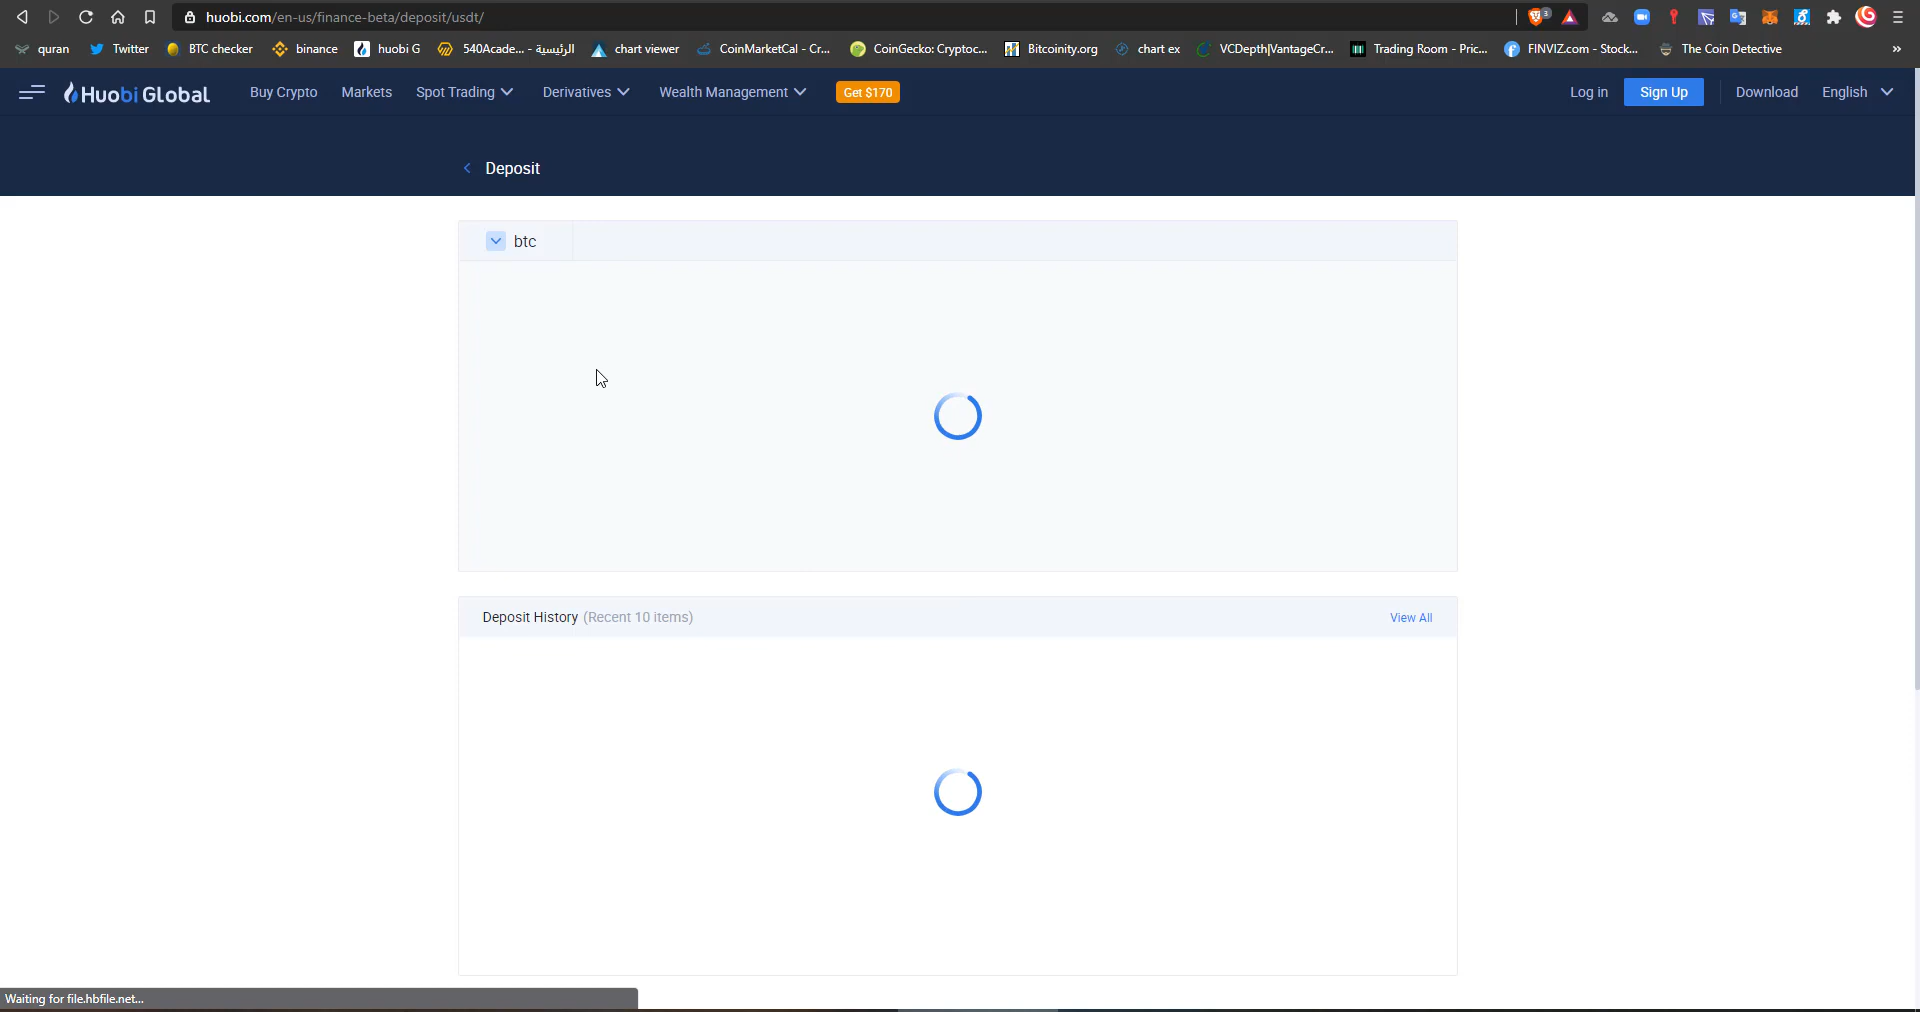 huobi.com/en-us/finance-beta/deposit/usdt/
3
quran Twitter BTC checker binance huobi G 540Acade... - الرئيسية chart viewer CoinMarketCal - Cr... CoinGecko: Cryptoc... Bitcoinity.org chart ex VCDepth|VantageCr... Trading Room - Pric... FINVIZ.com - Stock... The Coin Detective »
Huobi Global Buy Crypto Markets Spot Trading Derivatives Wealth Management Get $170 Log in Sign Up Download English
Deposit
btc
Deposit History (Recent 10 items) View All
Waiting for file.hbfile.net...